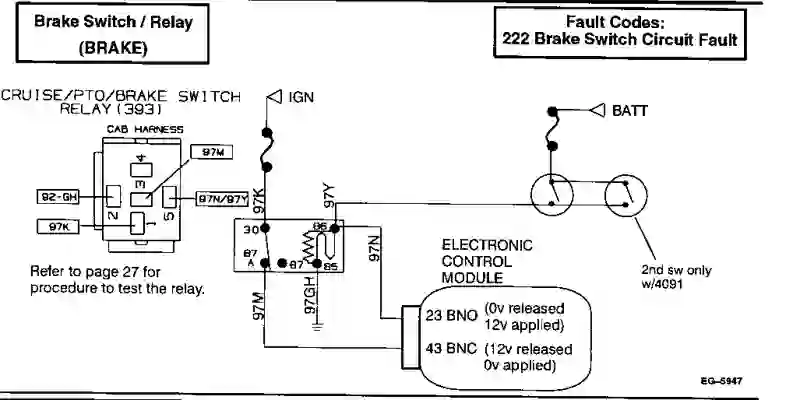 Brake Switch / Relay
(BRAKE)
Fault Codes:
222 Brake Switch Circuit Fault
CRUISE/PTO/BRAKE SWITCH
RELAY (393)
CAB HARNESS
97M
4
3
2
5
1
92-GH
97N/97Y
97K
Refer to page 27 for
procedure to test the relay.
IGN
BATT
97K
97Y
30
86
87
A
87
85
97N
97M
97GH
ELECTRONIC
CONTROL
MODULE
23 BNO (0v released
12v applied)
43 BNC (12v released
0v applied)
2nd sw only
w/4091
EG-5947